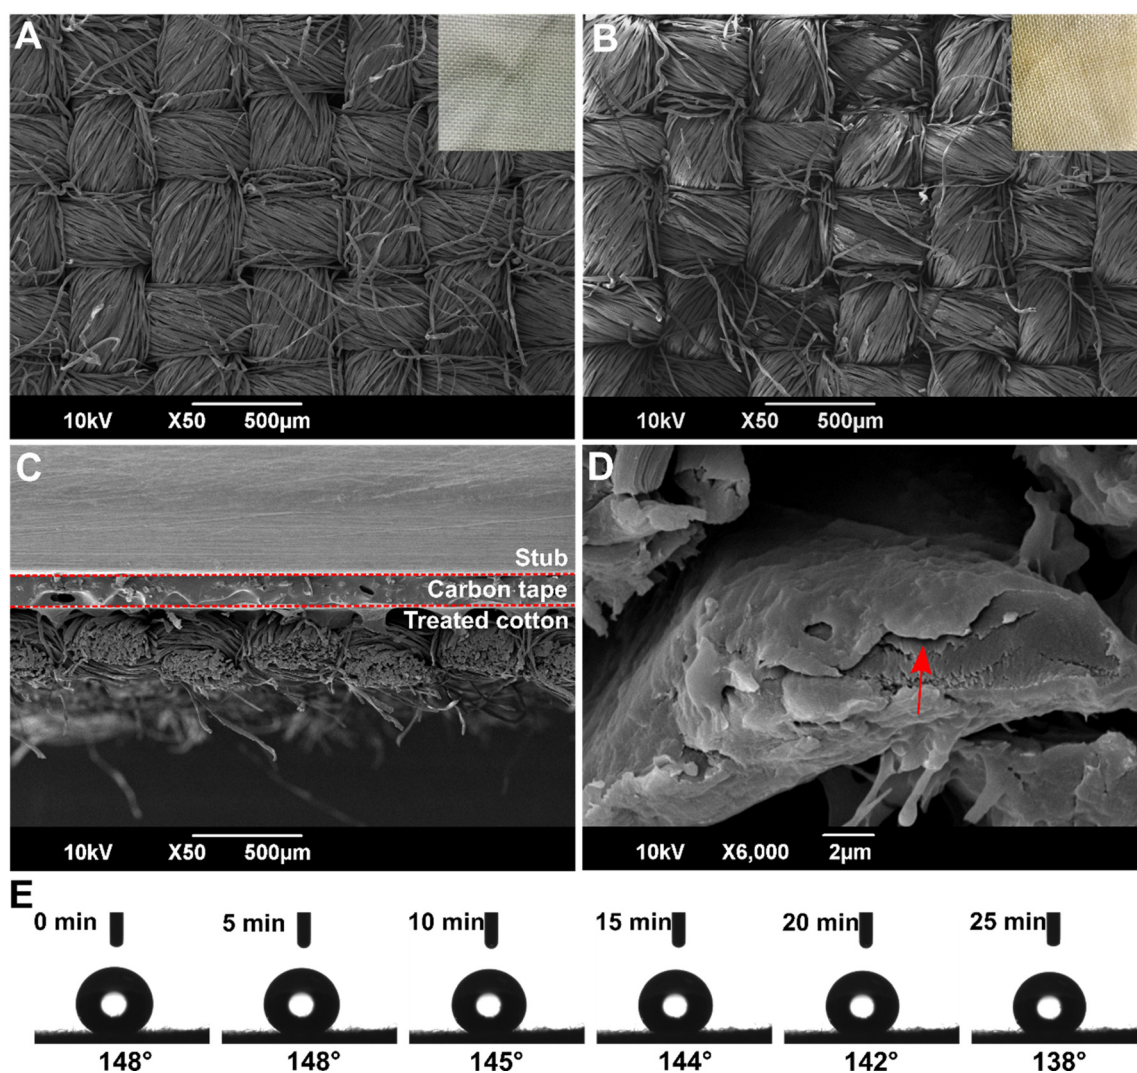 A
B
10kV X50 500µm
10kV X50 500µm
C
D
Stub
Carbon tape
Treated cotton
10kV X50 500µm
10kV X6,000 2µm
E
0 min 5 min 10 min 15 min 20 min 25 min
148° 148° 145° 144° 142° 138°